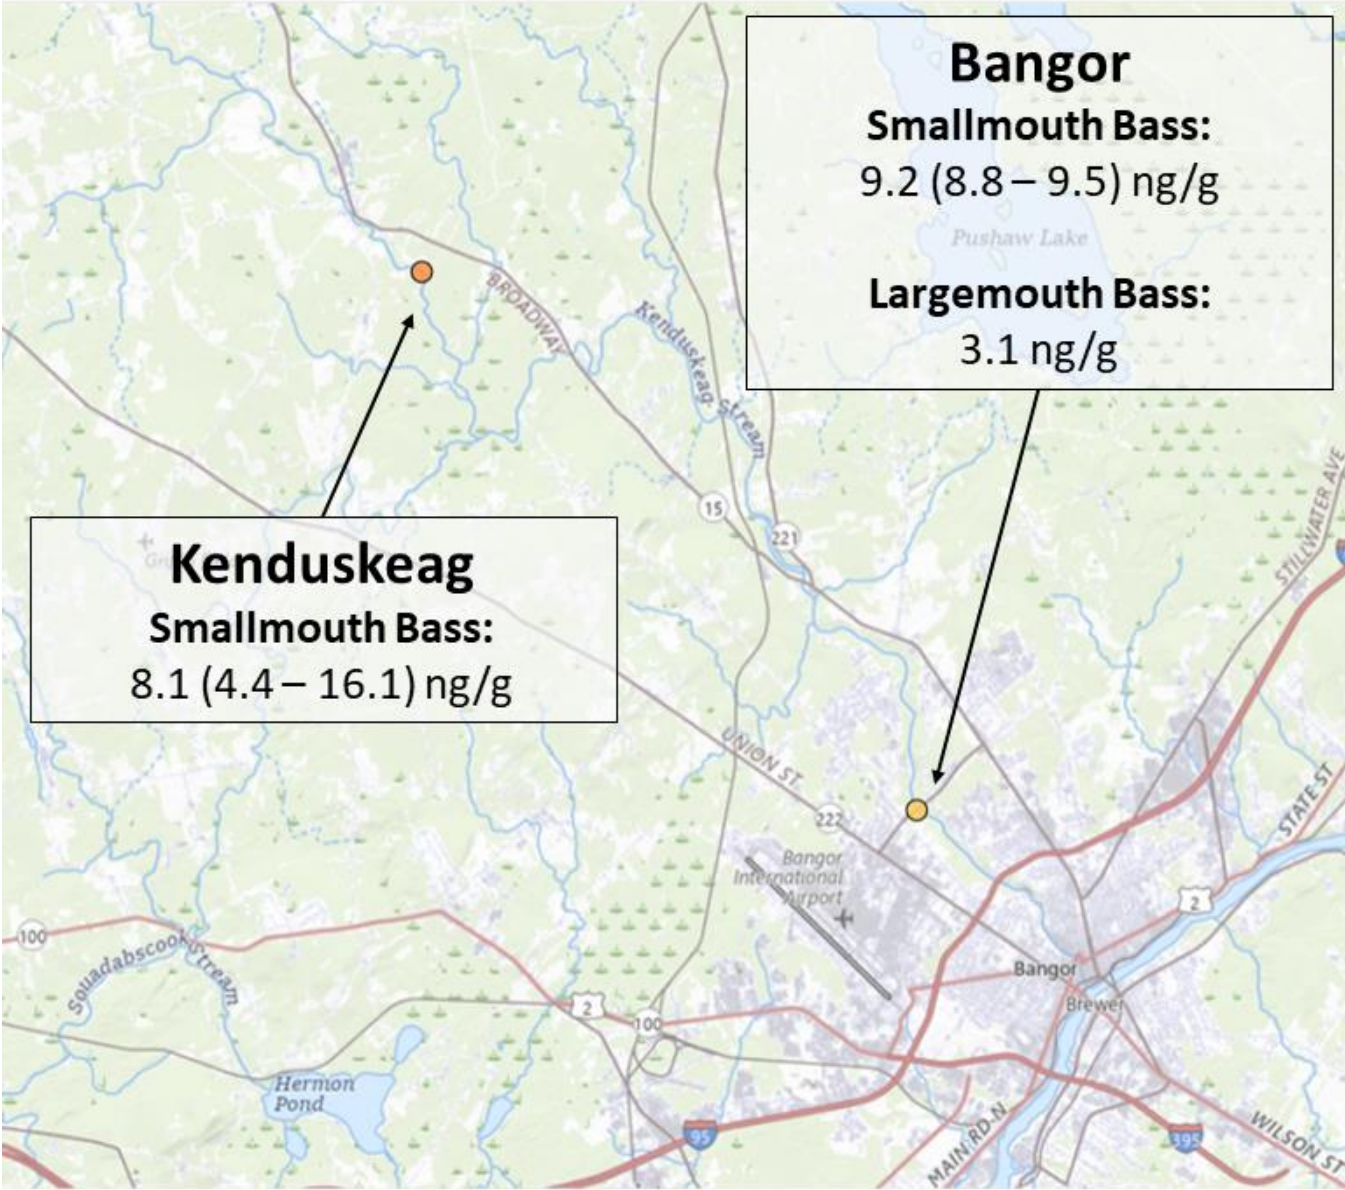 Bangor
Smallmouth Bass:
9.2 (8.8 – 9.5) ng/g
Pushaw Lake
Largemouth Bass:
3.1 ng/g
BROADWAY
Kenduskeag Stream
STILLWATER AVE
15
221
Kenduskeag
Smallmouth Bass:
8.1 (4.4 – 16.1) ng/g
UNION ST
222
STATE ST
Bangor
International
Airport
2
100
Souadabscook Stream
Bangor
Brewer
2
100
Hermon
Pond
95
MAIN RD N
395
WILSON ST